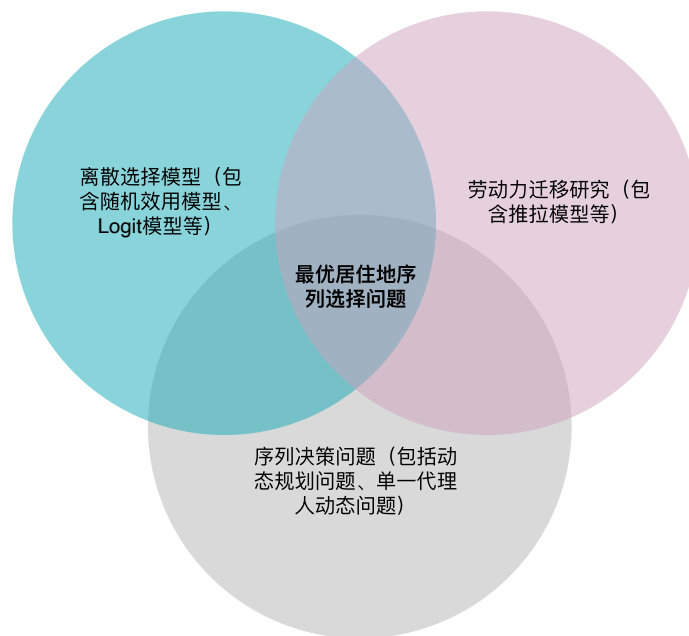 离散选择模型（包
含随机效用模型、
Logit模型等）
劳动力迁移研究（包
含推拉模型等）
最优居住地序
列选择问题
序列决策问题（包括动
态规划问题、单一代理
人动态问题）